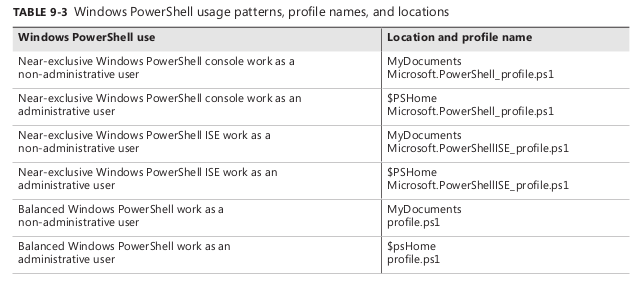 TABLE 9-3 Windows PowerShell usage patterns, profile names, and locations
Windows PowerShell use
Location and profile name
Near-exclusive Windows PowerShell console work as a
non-administrative user
MyDocuments
Microsoft.PowerShell_profile.ps1
Near-exclusive Windows PowerShell console work as an
administrative user
$PSHome
Microsoft.PowerShell_profile.ps1
Near-exclusive Windows PowerShell ISE work as a
non-administrative user
MyDocuments
Microsoft.PowerShellISE_profile.ps1
Near-exclusive Windows PowerShell ISE work as an
administrative user
$PSHome
Microsoft.PowerShellISE_profile.ps1
Balanced Windows PowerShell work as a
non-administrative user
MyDocuments
profile.ps1
Balanced Windows PowerShell work as an
administrative user
$psHome
profile.ps1